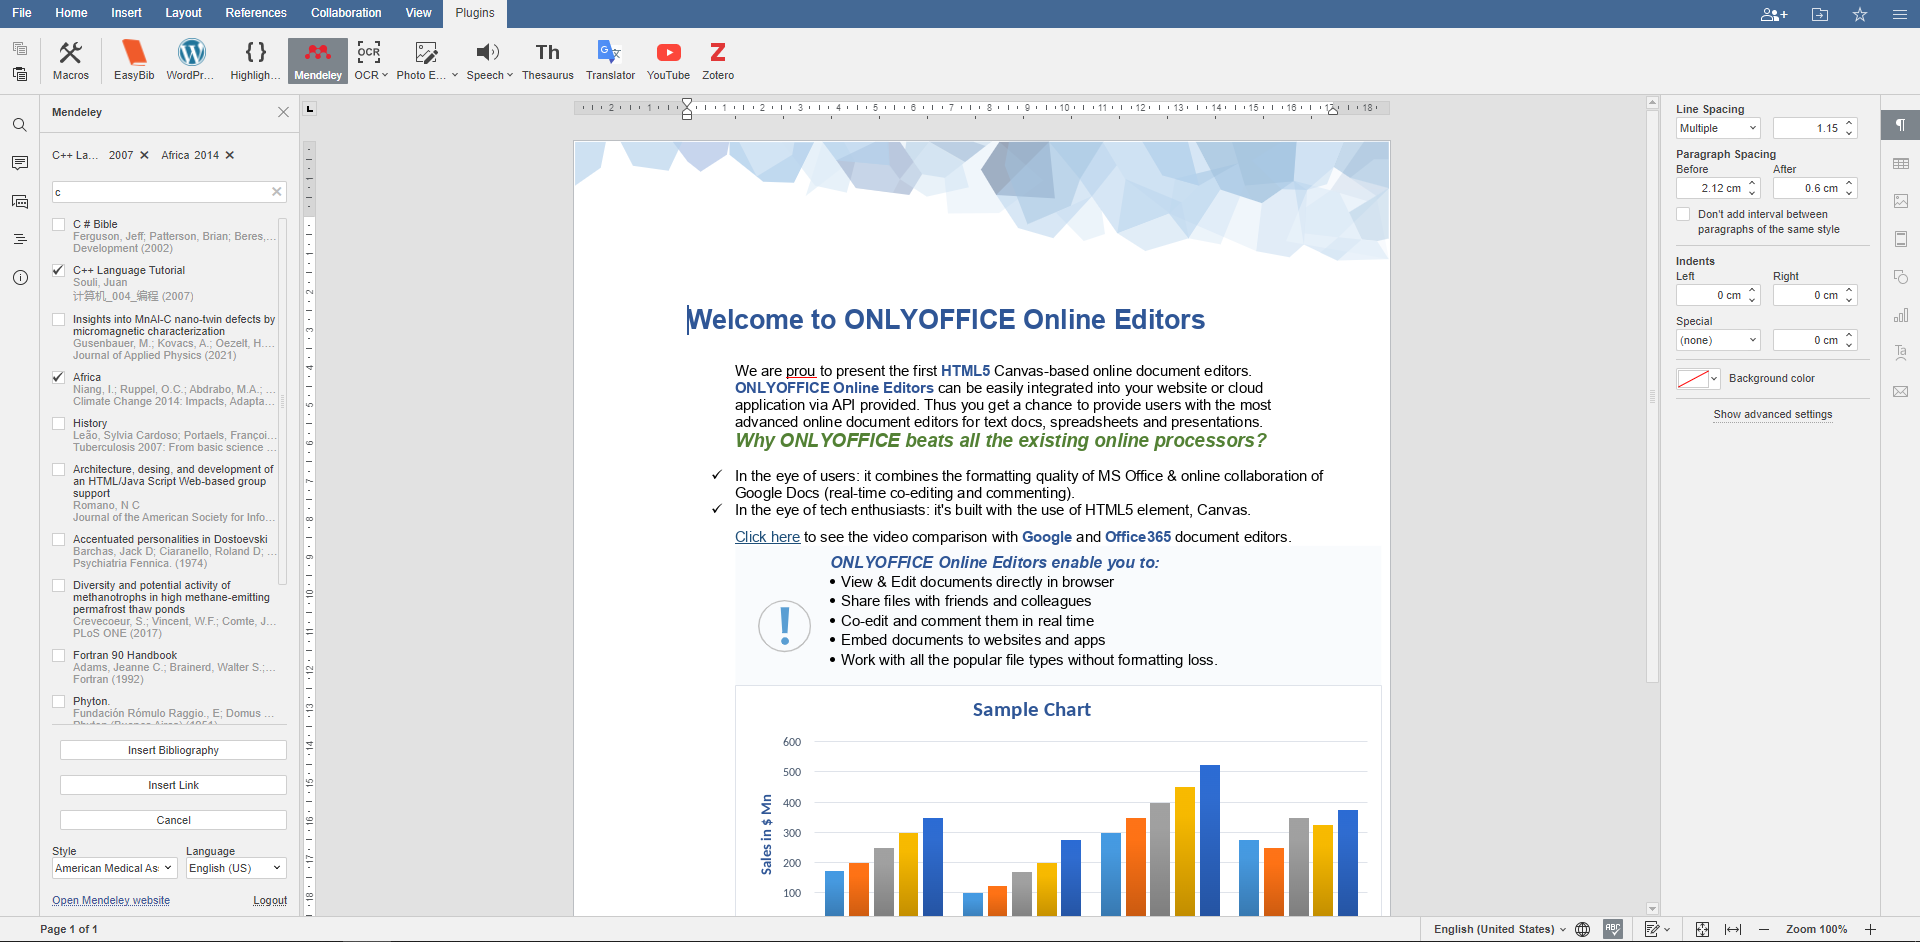 File Home Insert Layout References Collaboration View Plugins
Macros EasyBib WordPr... Highligh... Mendeley OCR Photo E... Speech Thesaurus Translator YouTube Zotero
Mendeley
C++ La... 2007 Africa 2014
c
C # Bible
Ferguson, Jeff; Patterson, Brian; Beres,...
Development (2002)
C++ Language Tutorial
Souli, Juan
计算机_004_编程 (2007)
Insights into MnAl-C nano-twin defects by
micromagnetic characterization
Gusenbauer, M.; Kovacs, A.; Oezelt, H....
Journal of Applied Physics (2021)
Africa
Niang, I.; Ruppel, O.C.; Abdrabo, M.A.; ...
Climate Change 2014: Impacts, Adapta...
History
Leão, Sylvia Cardoso; Portaels, Françoi...
Tuberculosis 2007: From basic science ...
Architecture, desing, and development of
an HTML/Java Script Web-based group
support
Romano, N C
Journal of the American Society for Info...
Accentuated personalities in Dostoevski
Barchas, Jack D; Ciaranello, Roland D; ...
Psychiatria Fennica. (1974)
Diversity and potential activity of
methanotrophs in high methane-emitting
permafrost thaw ponds
Crevecoeur, S.; Vincent, W.F.; Comte, J...
PLoS ONE (2017)
Fortran 90 Handbook
Adams, Jeanne C.; Brainerd, Walter S.;...
Fortran (1992)
Phyton.
Fundación Rómulo Raggio., E; Domus ...
Insert Bibliography
Insert Link
Cancel
Style Language
American Medical As English (US)
Open Mendeley website Logout
Welcome to ONLYOFFICE Online Editors
We are prou to present the first HTML5 Canvas-based online document editors.
ONLYOFFICE Online Editors can be easily integrated into your website or cloud
application via API provided. Thus you get a chance to provide users with the most
advanced online document editors for text docs, spreadsheets and presentations.
Why ONLYOFFICE beats all the existing online processors?
In the eye of users: it combines the formatting quality of MS Office & online collaboration of
Google Docs (real-time co-editing and commenting).
In the eye of tech enthusiasts: it's built with the use of HTML5 element, Canvas.
Click here to see the video comparison with Google and Office365 document editors.
ONLYOFFICE Online Editors enable you to:
• View & Edit documents directly in browser
• Share files with friends and colleagues
• Co-edit and comment them in real time
• Embed documents to websites and apps
• Work with all the popular file types without formatting loss.
Sample Chart
Sales in $ Mn
600
500
400
300
200
100
Line Spacing
Multiple 1.15
Paragraph Spacing
Before After
2.12 cm 0.6 cm
Don't add interval between
paragraphs of the same style
Indents
Left Right
0 cm 0 cm
Special
(none) 0 cm
Background color
Show advanced settings
Page 1 of 1
English (United States) Zoom 100%